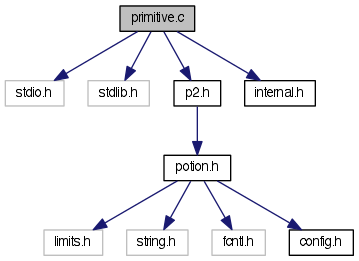 primitive.c
stdio.h
stdlib.h
p2.h
internal.h
potion.h
limits.h
string.h
fcntl.h
config.h